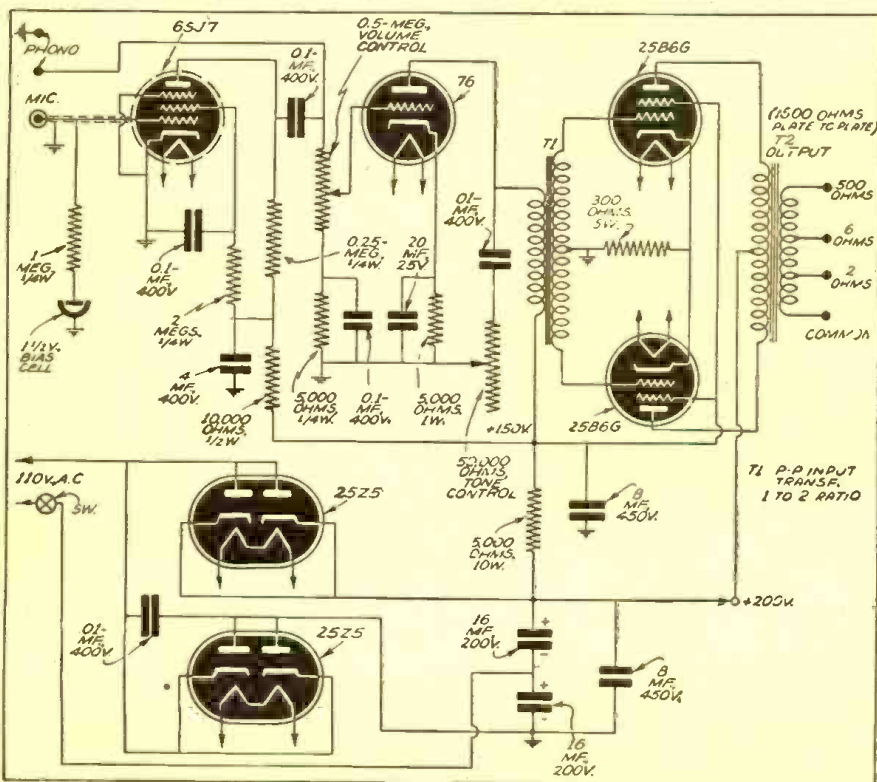 PHONO
6SJ7
MIC.
0.1-
MF.
400V.
0.5-MEG.,
VOLUME
CONTROL
76
25B6G
(1500 OHMS
PLATE TO PLATE)
T2
OUTPUT
T1
500
OHMS
6
OHMS
2
OHMS
COMMON
300
OHMS,
5W.
1
MEG.
1/4W.
0.1-
MF.
400V.
1 1/2V.
BIAS
CELL
2
MEGS.
1/4W
4
MF.
400V.
10,000
OHMS,
1/2W
0.25-
MEG.
1/4W.
20
MF.
25V.
5,000
OHMS,
1/4W.
0.1-
MF.
400V.
5,000
OHMS,
1W.
.01-
MF.
400V.
+150V.
50,000
OHMS,
TONE
CONTROL
25B6G
T1 P-P INPUT
TRANSF.
1 TO 2 RATIO
8
MF.
450V.
5,000
OHMS,
10W.
110V., A.C
SW.
25Z5
.01-
MF.
400V.
25Z5
+200V.
16
MF.
200V.
8
MF.
450V.
16
MF.
200V.